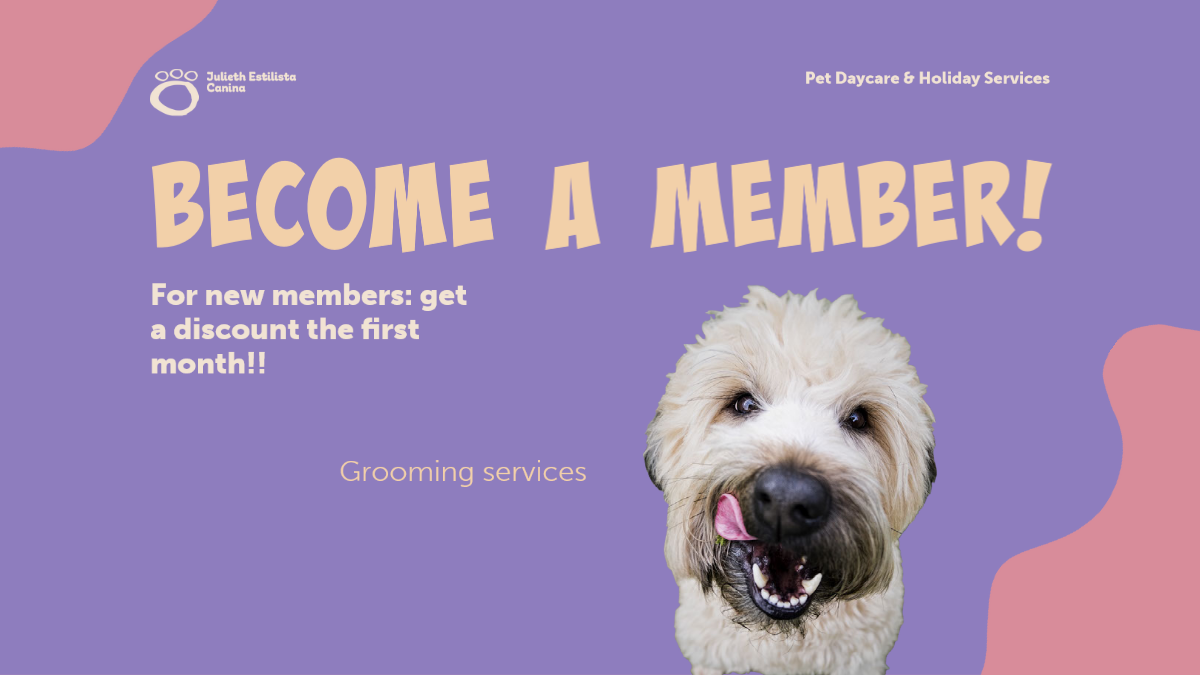 Julieth Estilista
Canina
Pet Daycare & Holiday Services
BECOME A MEMBER!
For new members: get
a discount the first
month!!
Grooming services